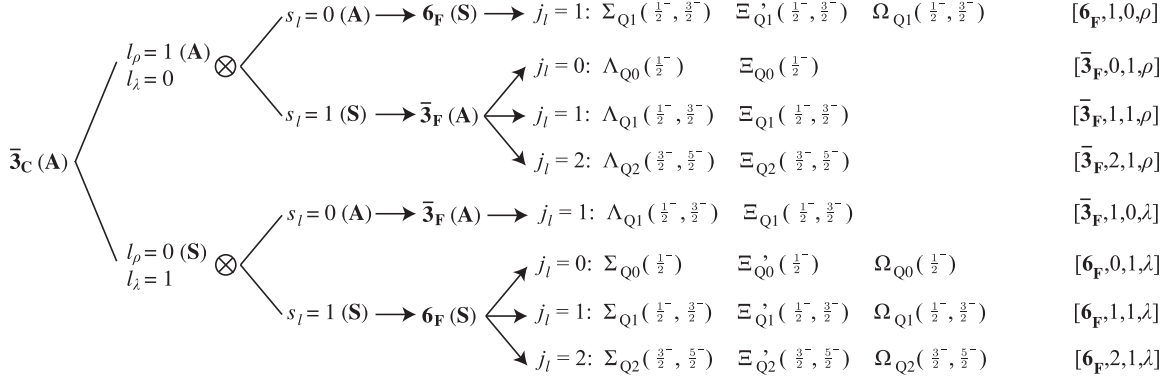 s_l = 0 (A) → 6_F (S) → j_l = 1: Σ_Q1(½⁻, 3/2⁻) Ξ'_Q1(½⁻, 3/2⁻) Ω_Q1(½⁻, 3/2⁻) [6_F,1,0,ρ]
l_ρ = 1 (A)
l_λ = 0
⊗
j_l = 0: Λ_Q0(½⁻) Ξ_Q0(½⁻) [3̄_F,0,1,ρ]
s_l = 1 (S) → 3̄_F (A) → j_l = 1: Λ_Q1(½⁻, 3/2⁻) Ξ_Q1(½⁻, 3/2⁻) [3̄_F,1,1,ρ]
j_l = 2: Λ_Q2(3/2⁻, 5/2⁻) Ξ_Q2(3/2⁻, 5/2⁻) [3̄_F,2,1,ρ]
3̄_C (A)
s_l = 0 (A) → 3̄_F (A) → j_l = 1: Λ_Q1(½⁻, 3/2⁻) Ξ_Q1(½⁻, 3/2⁻) [3̄_F,1,0,λ]
l_ρ = 0 (S)
l_λ = 1
⊗
j_l = 0: Σ_Q0(½⁻) Ξ'_Q0(½⁻) Ω_Q0(½⁻) [6_F,0,1,λ]
s_l = 1 (S) → 6_F (S) → j_l = 1: Σ_Q1(½⁻, 3/2⁻) Ξ'_Q1(½⁻, 3/2⁻) Ω_Q1(½⁻, 3/2⁻) [6_F,1,1,λ]
j_l = 2: Σ_Q2(3/2⁻, 5/2⁻) Ξ'_Q2(3/2⁻, 5/2⁻) Ω_Q2(3/2⁻, 5/2⁻) [6_F,2,1,λ]